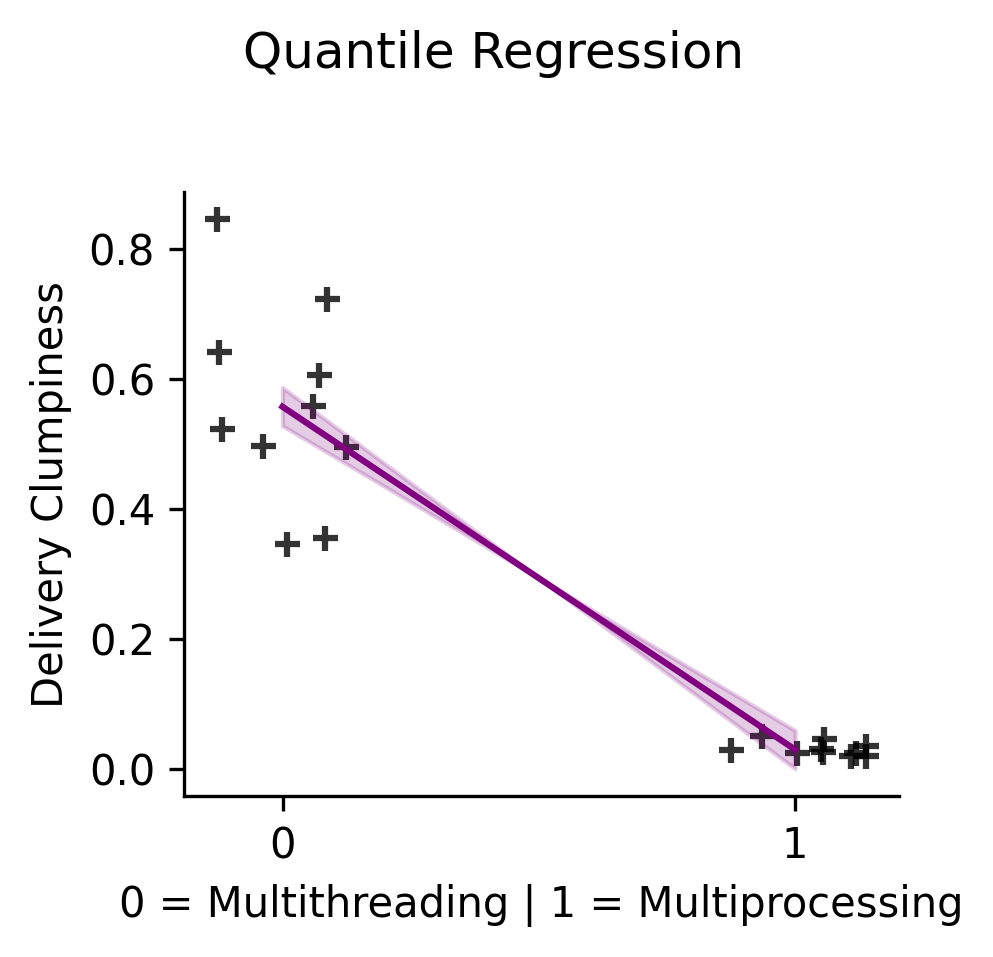 Quantile Regression
Delivery Clumpiness
0.8
0.6
0.4
0.2
0.0
0 1
0 = Multithreading | 1 = Multiprocessing